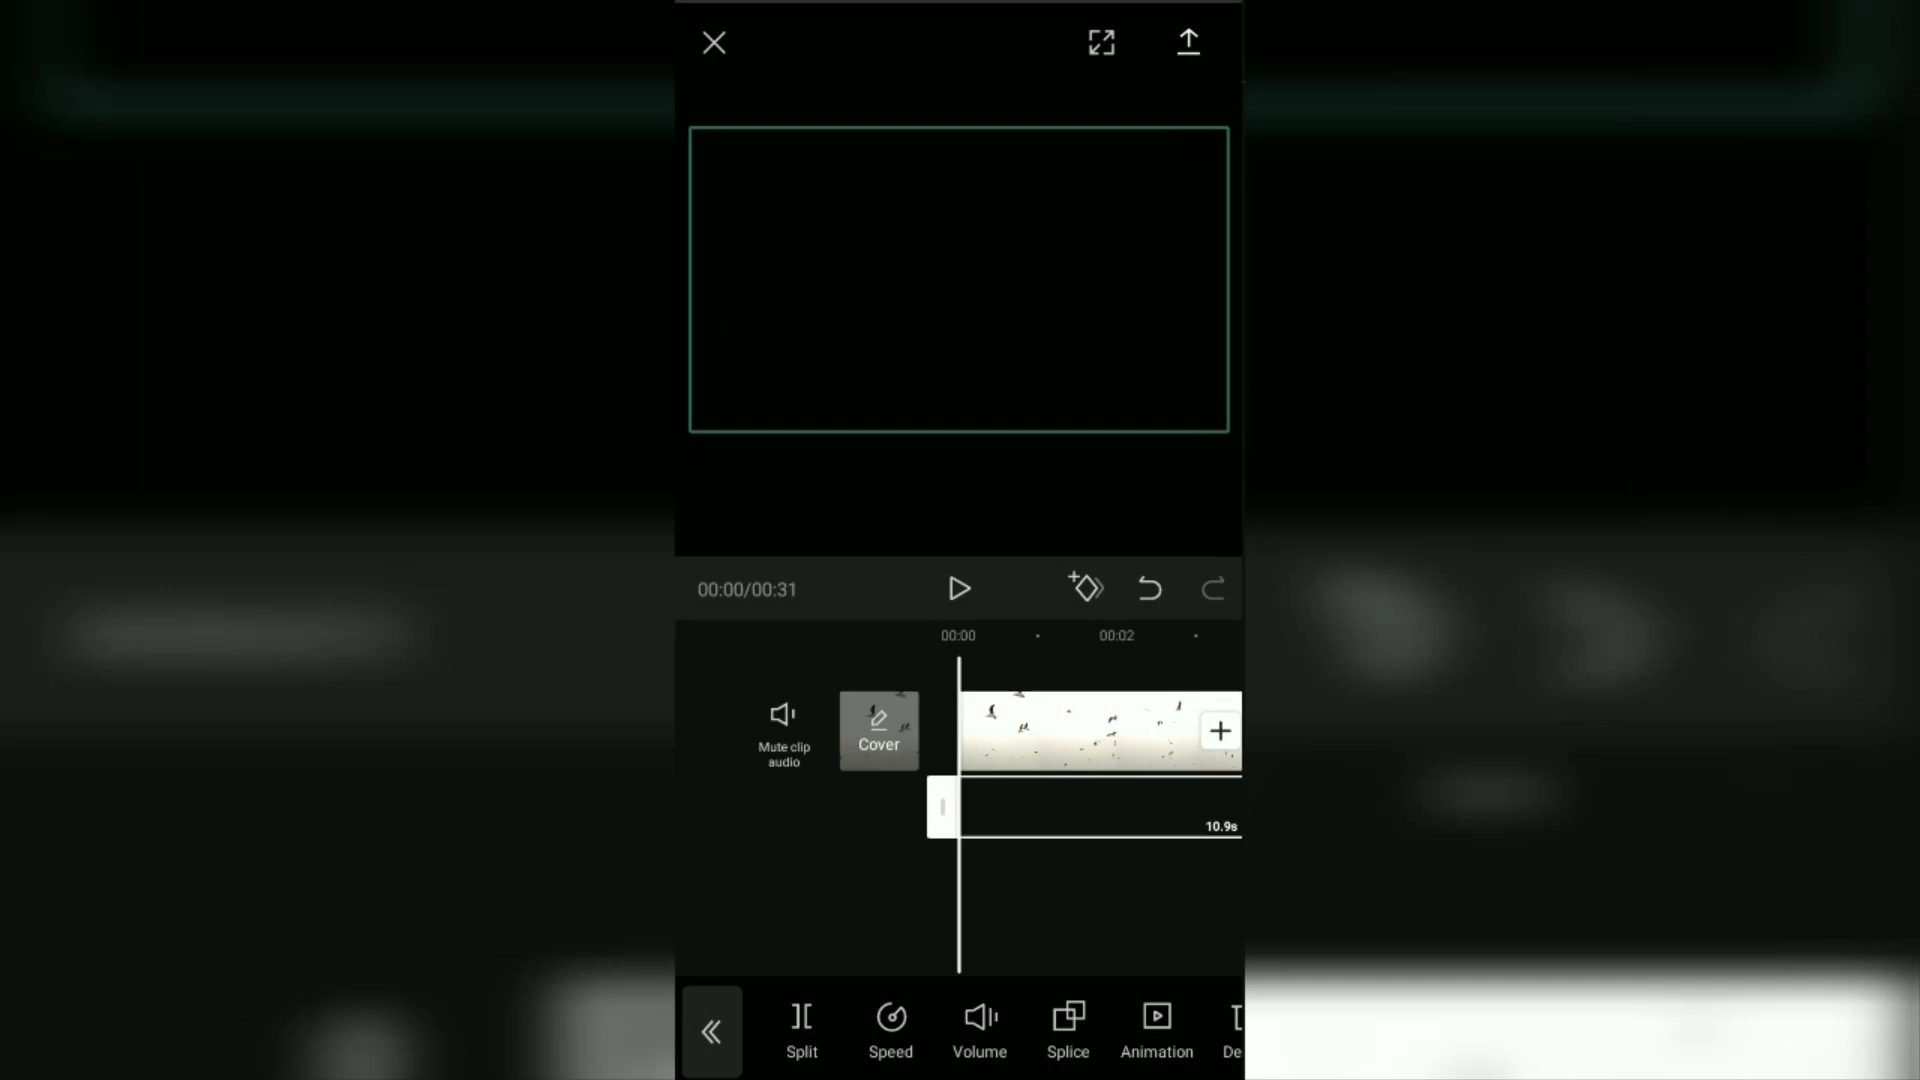 00:00/00:31
00:00
00:02
Mute clip
audio
Cover
10.9s
Split
Speed
Volume
Splice
Animation
De